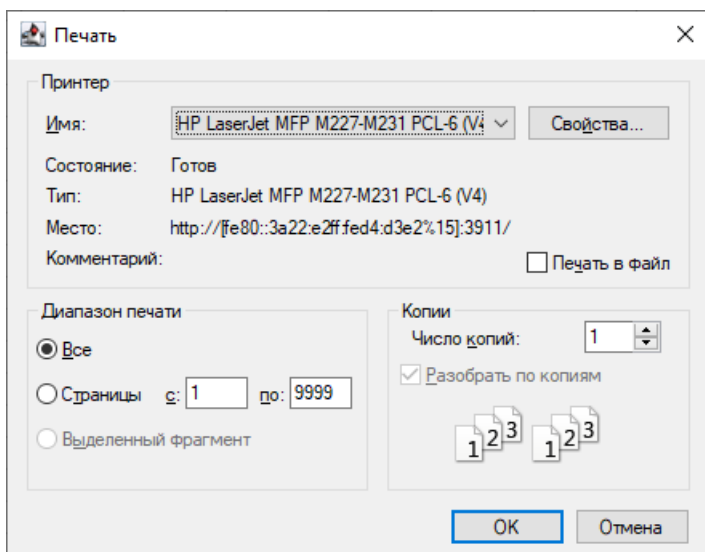 Печать
Принтер
Имя: HP LaserJet MFP M227-M231 PCL-6 (V4 Свойства...
Состояние: Готов
Тип: HP LaserJet MFP M227-M231 PCL-6 (V4)
Место: http://[fe80::3a22:e2ff:fed4:d3e2%15]:3911/
Комментарий: Печать в файл
Диапазон печати
Все
Страницы с: 1 по: 9999
Выделенный фрагмент
Копии
Число копий: 1
Разобрать по копиям
1 2 3 1 2 3
OK Отмена